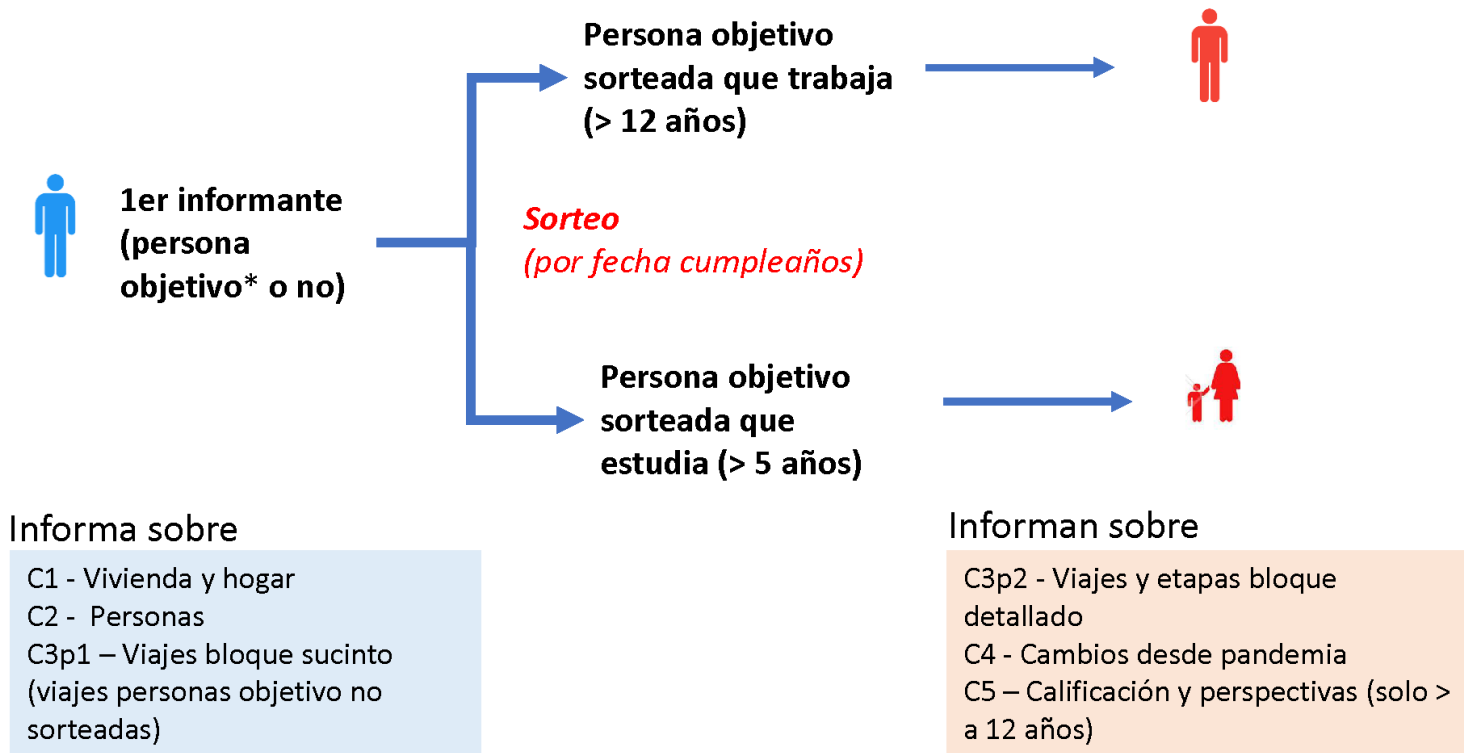 Persona objetivo
sorteada que trabaja
(> 12 años)
1er informante
(persona
objetivo* o no)
Sorteo
(por fecha cumpleaños)
Persona objetivo
sorteada que
estudia (> 5 años)
Informa sobre
C1 - Vivienda y hogar
C2 - Personas
C3p1 – Viajes bloque sucinto
(viajes personas objetivo no
sorteadas)
Informan sobre
C3p2 - Viajes y etapas bloque
detallado
C4 - Cambios desde pandemia
C5 – Calificación y perspectivas (solo >
a 12 años)